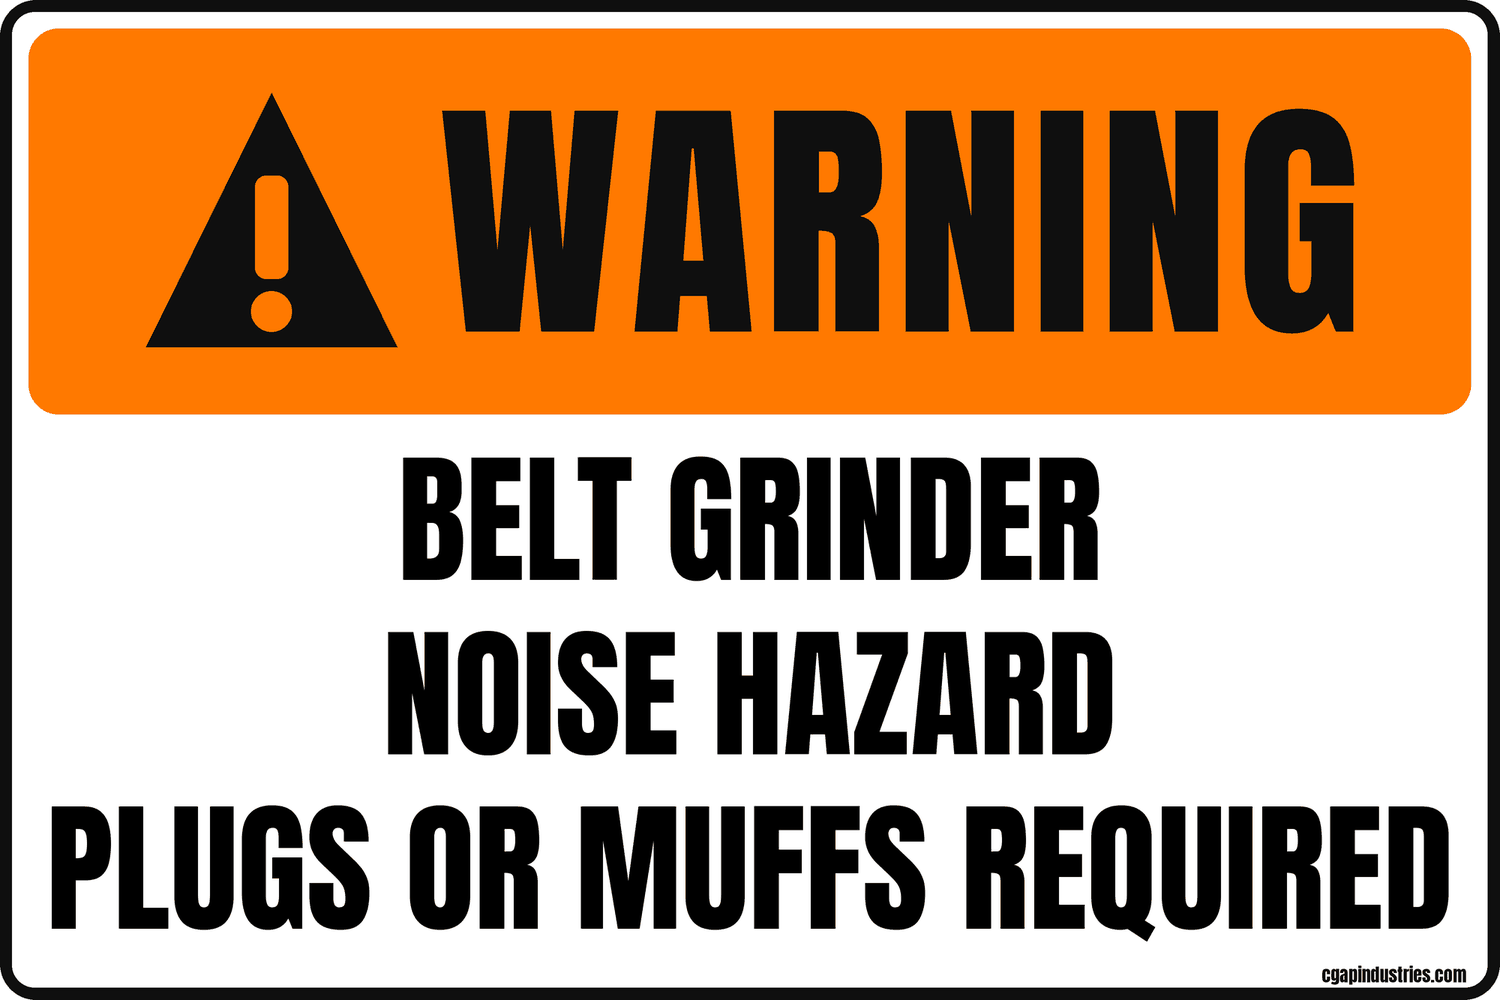 WARNING
BELT GRINDER
NOISE HAZARD
PLUGS OR MUFFS REQUIRED
cgapindustries.com